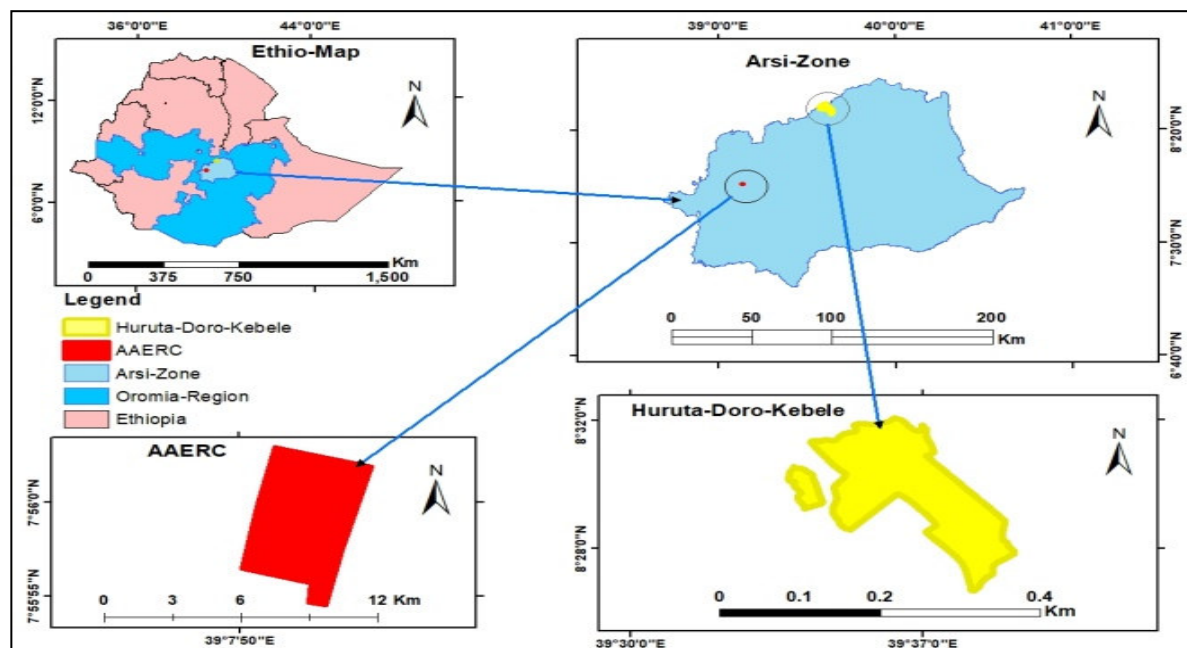 36°0'0"E 44°0'0"E
Ethio-Map
N
12°0'0"N
6°0'0"N
0 375 750 1,500
Km
39°0'0"E 40°0'0"E 41°0'0"E
Arsi-Zone
N
8°20'0"N
7°30'0"N
6°40'0"N
0 50 100 200
Km
Legend
Huruta-Doro-Kebele
AAERC
Arsi-Zone
Oromia-Region
Ethiopia
AAERC
N
7°56'0"N
7°55'55"N
0 3 6 12 Km
39°7'50"E
Huruta-Doro-Kebele
N
8°32'0"N
8°28'0"N
0 0.1 0.2 0.4
Km
39°30'0"E 39°37'0"E